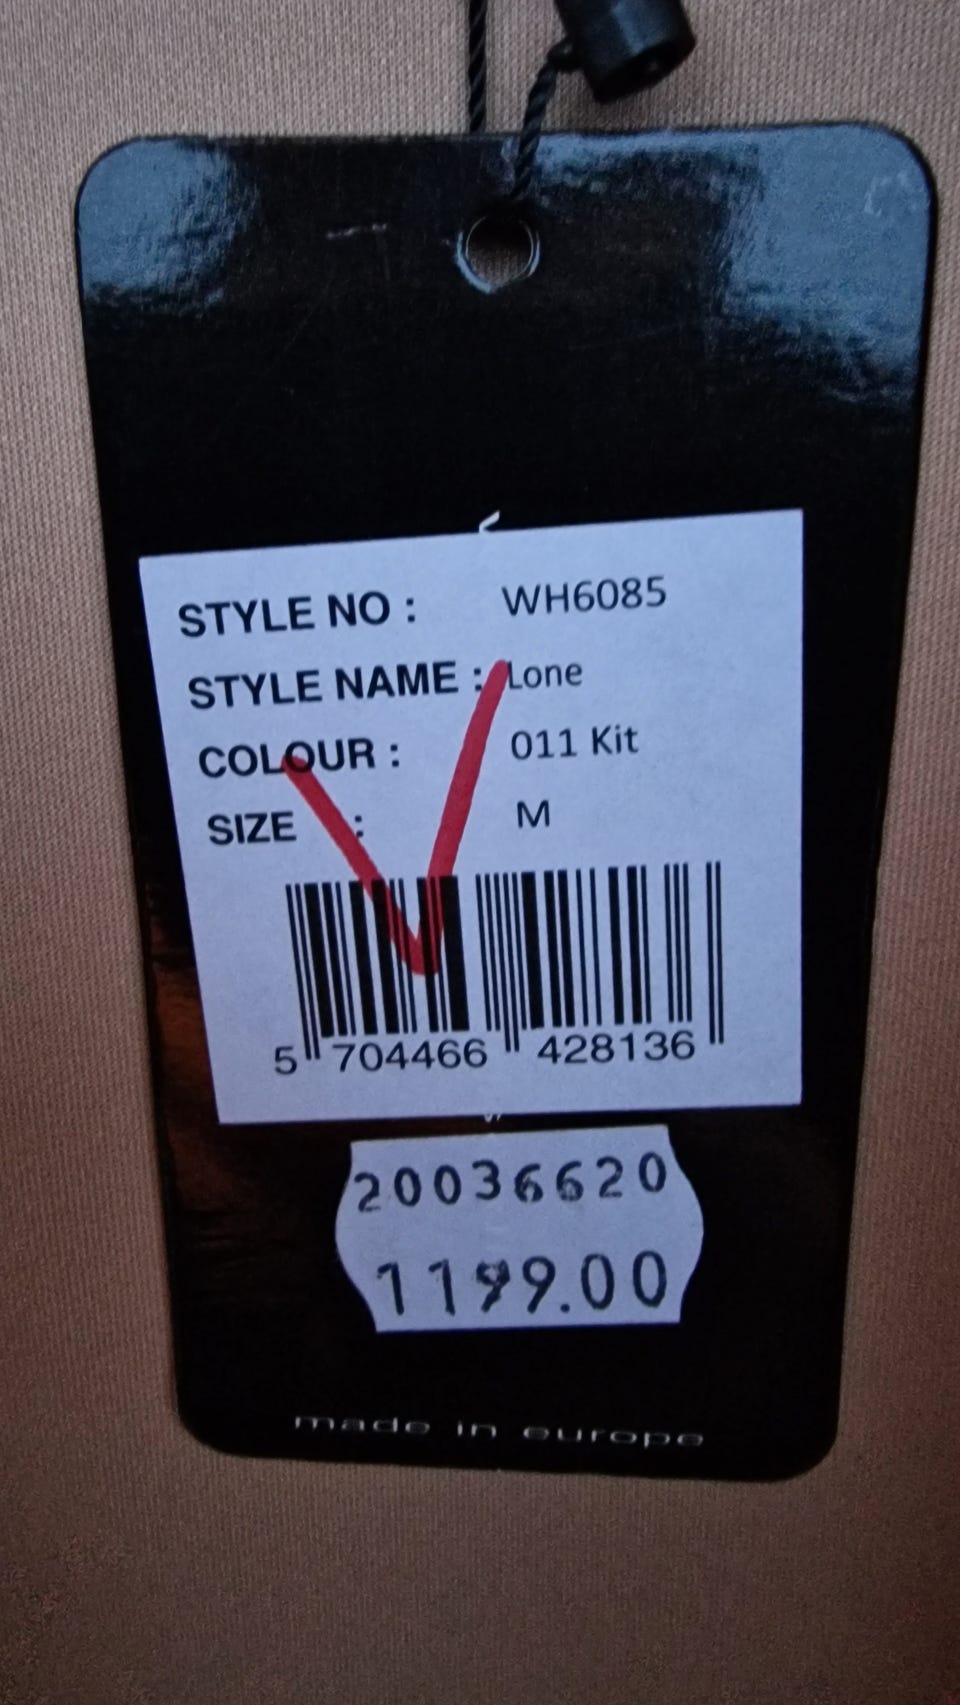 STYLE NO : WH6085
STYLE NAME : Lone
COLOUR : 011 Kit
SIZE : M
5 704466 428136
20036620
1199.00
made in europe